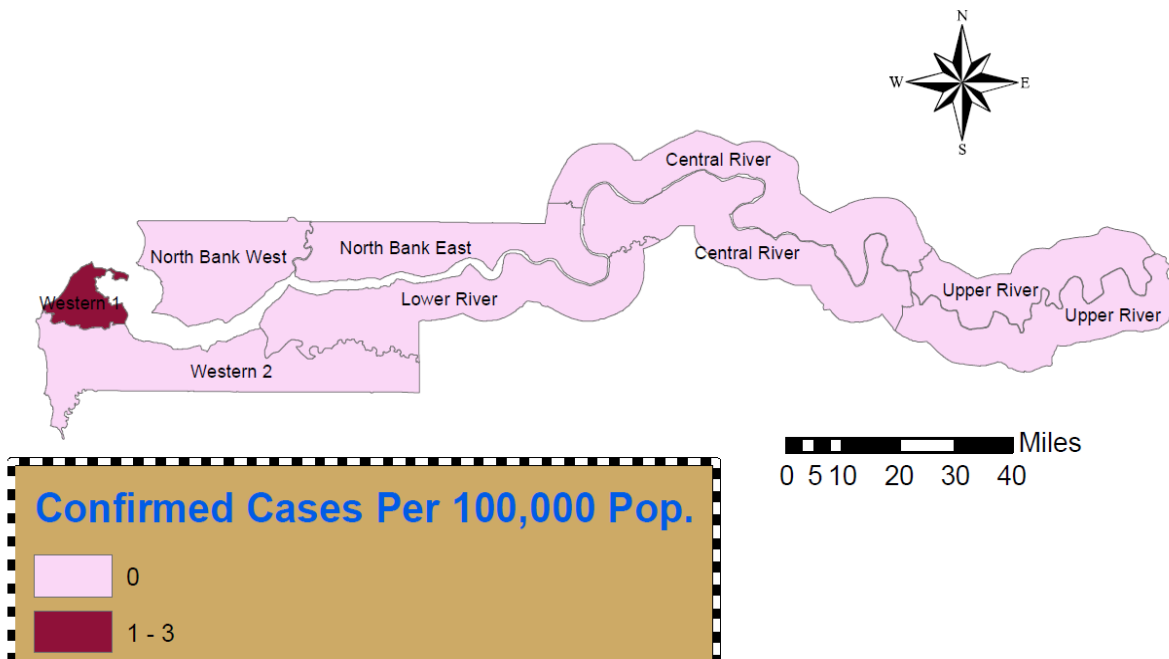 N
W E
S
Central River
North Bank East
North Bank West
Central River
Upper River
Lower River
Western 1
Upper River
Western 2
Miles
0 5 10 20 30 40
Confirmed Cases Per 100,000 Pop.
0
1 - 3